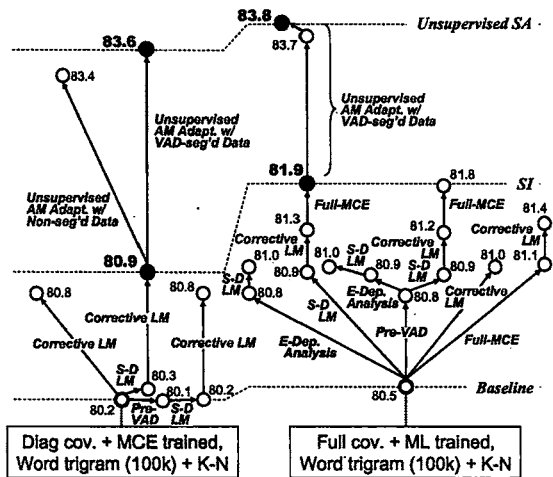 83.8
Unsupervised SA
83.6
83.7
83.4
Unsupervised
AM Adapt. w/
VAD-seg'd Data
Unsupervised
AM Adapt. w/
VAD-seg'd Data
Unsupervised
AM Adapt. w/
Non-seg'd Data
81.9
81.8
SI
Full-MCE
Full-MCE
81.3
81.2
81.4
Corrective
LM
Corrective
LM
Corrective
LM
80.9
81.0
S-D
LM
80.8
80.9
81.0
S-D
LM
80.9
S-D
LM
80.9
81.0
81.1
80.8
80.8
E-Dep.
Analysis
80.8
Corrective
LM
Corrective LM
Corrective LM
Corrective LM
S-D
LM
E-Dep.
Analysis
Pre-VAD
Full-MCE
S-D
LM
80.3
80.1
80.2
80.2
Pre-
VAD
S-D
LM
80.5
Baseline
Diag cov. + MCE trained,
Word trigram (100k) + K-N
Full cov. + ML trained,
Word trigram (100k) + K-N